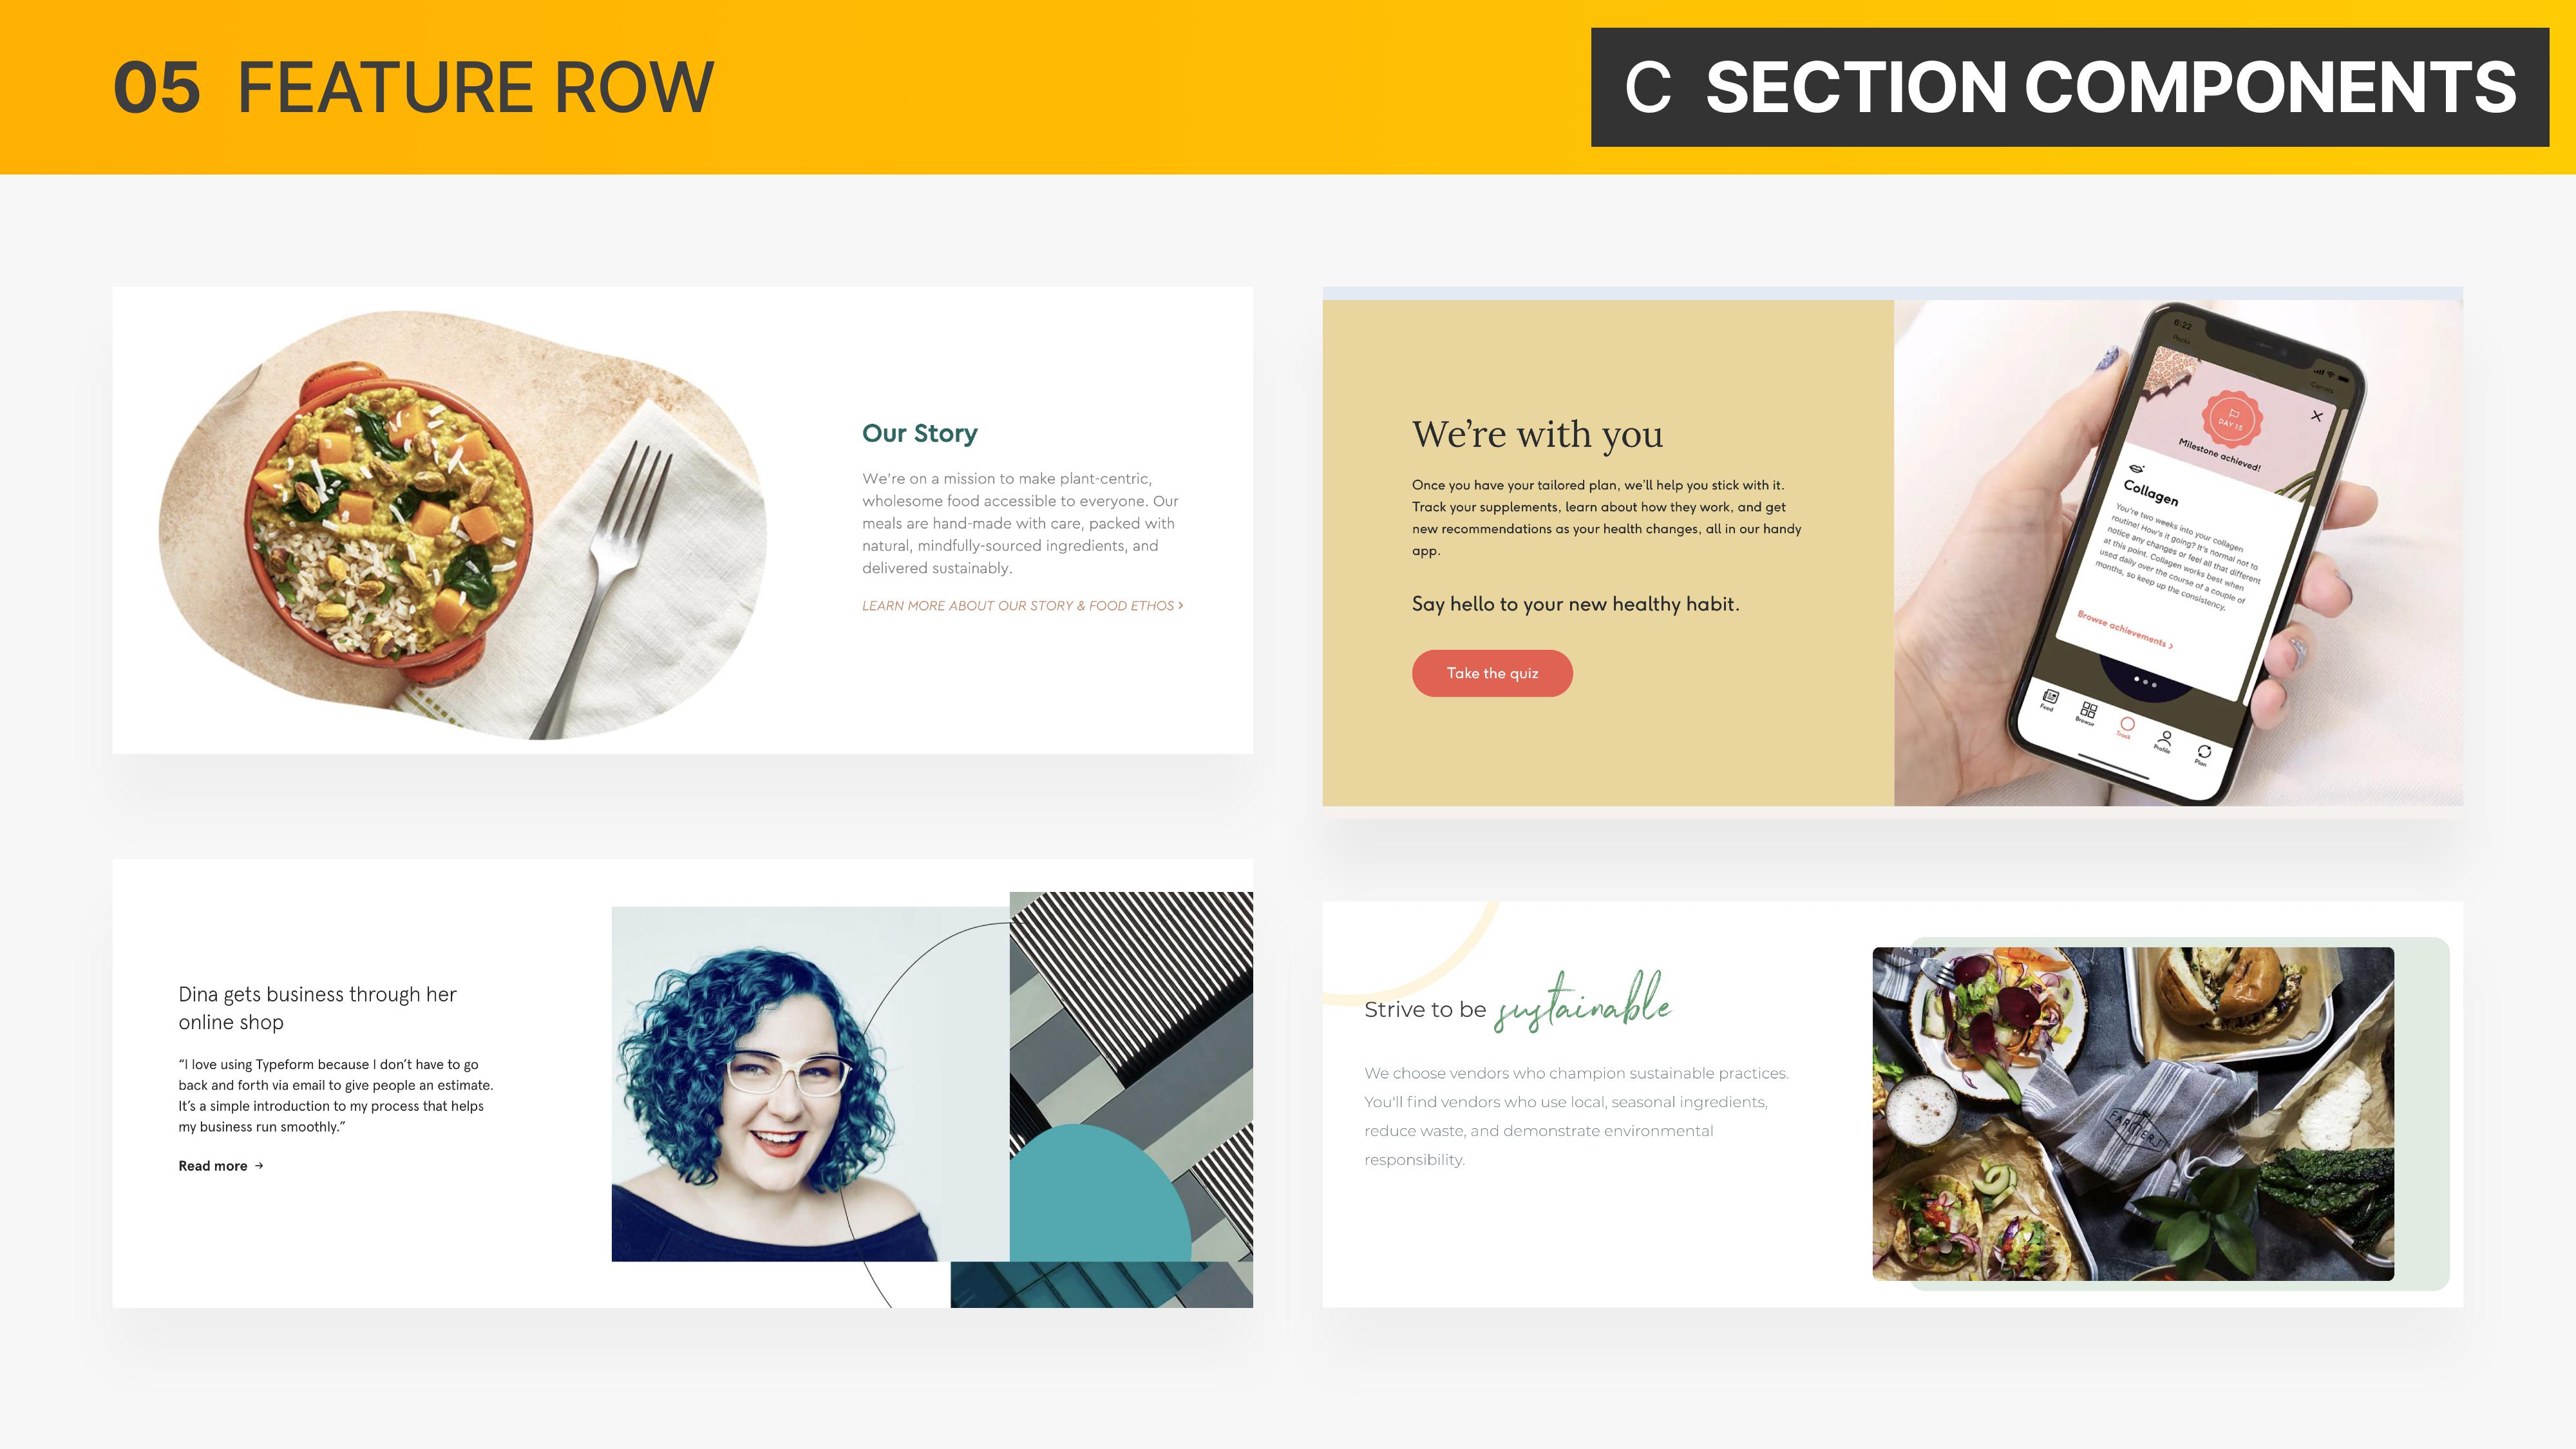 05 FEATURE ROW
C SECTION COMPONENTS
Our Story
We're on a mission to make plant-centric,
wholesome food accessible to everyone. Our
meals are hand-made with care, packed with
natural, mindfully-sourced ingredients, and
delivered sustainably.
LEARN MORE ABOUT OUR STORY & FOOD ETHOS >
We're with you
Once you have your tailored plan, we'll help you stick with it.
Track your supplements, learn about how they work, and get
new recommendations as your health changes, all in our handy
app.
Say hello to your new healthy habit.
Take the quiz
6:22
Packs
Carrots
DAY 15
Milestone achieved!
Collagen
You're two weeks into your collagen
routine! How's it going? It's normal not to
notice any changes or feel all that different
at this point. Collagen works best when
used daily over the course of a couple of
months, so keep up the consistency.
Browse achievements >
Feed
Browse
Track
Profile
Plan
Dina gets business through her
online shop
“I love using Typeform because I don’t have to go
back and forth via email to give people an estimate.
It’s a simple introduction to my process that helps
my business run smoothly.”
Read more →
Strive to be sustainable
We choose vendors who champion sustainable practices.
You'll find vendors who use local, seasonal ingredients,
reduce waste, and demonstrate environmental
responsibility.